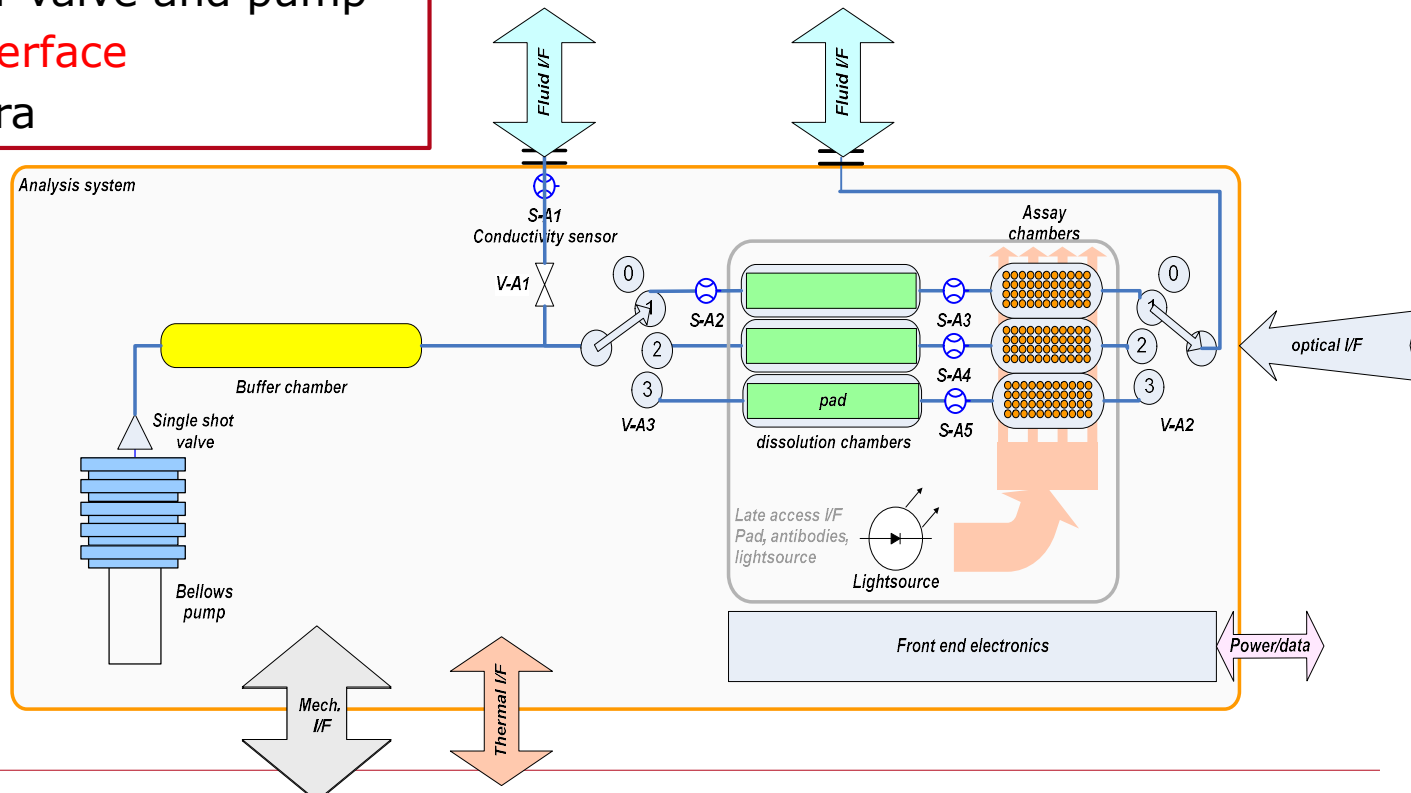 valve and pump
erface
ra
Fluid I/F
Fluid I/F
Analysis system
S-A1
Conductivity sensor
V-A1
Assay
chambers
0
1
2
3
S-A2
S-A3
S-A4
S-A5
V-A3
0
1
2
3
V-A2
optical I/F
Buffer chamber
Single shot
valve
pad
dissolution chambers
Late access I/F
Pad, antibodies,
lightsource
Lightsource
Bellows
pump
Front end electronics
Power/data
Mech.
I/F
Thermal I/F